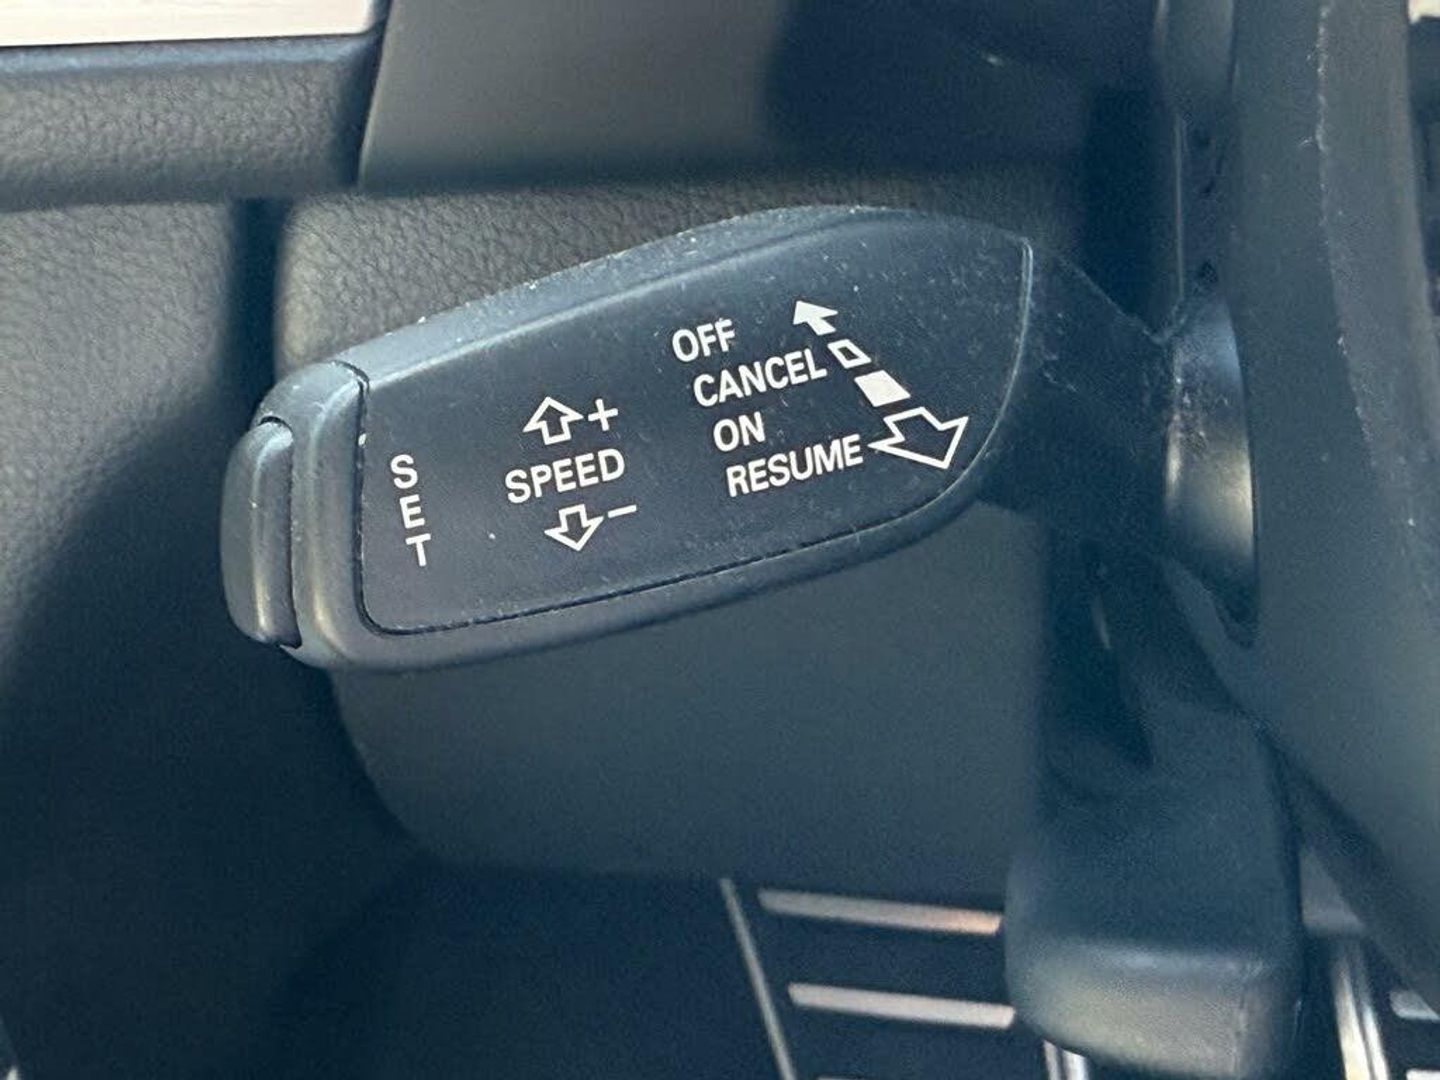 SET
+
SPEED
−
OFF
CANCEL
ON
RESUME